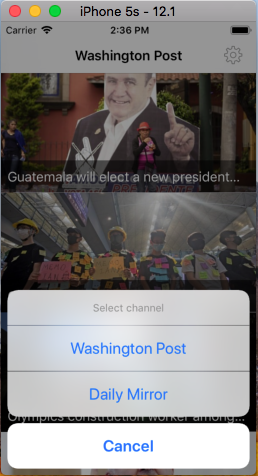 iPhone 5s - 12.1
Carrier 2:36 PM
Washington Post
Guatemala will elect a new president...
Select channel
Washington Post
Daily Mirror
Olympics construction worker among...
Cancel